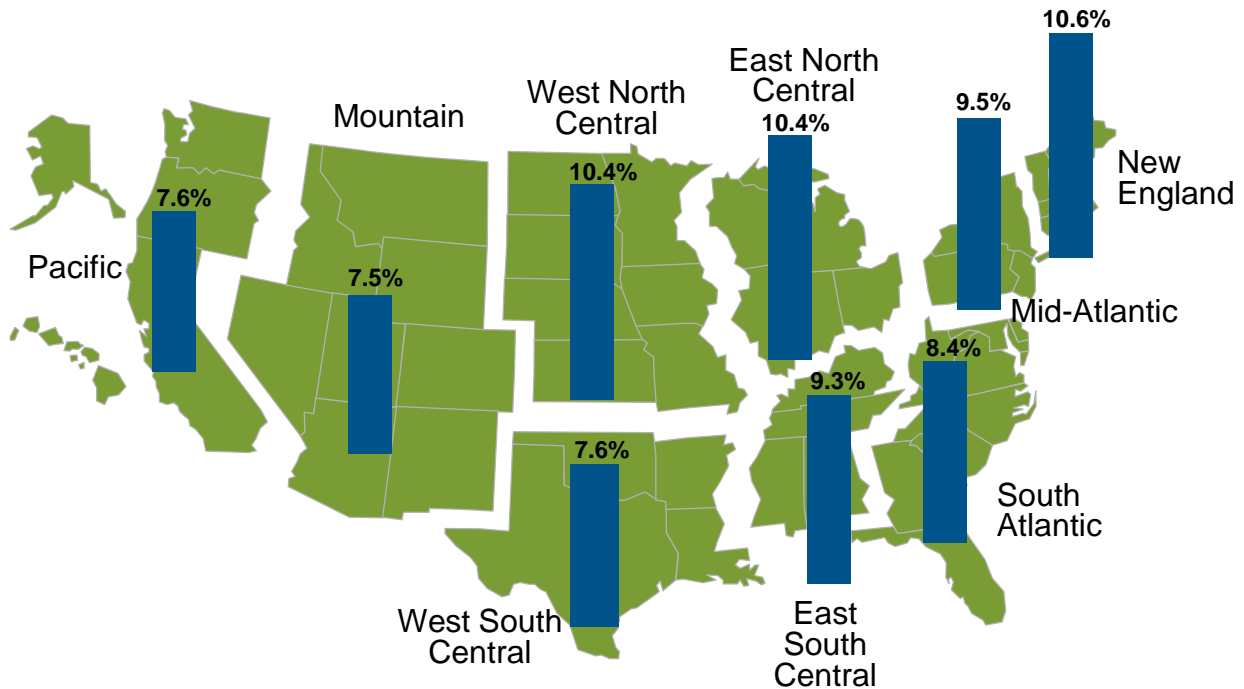 10.6%
New
England
9.5%
Mid-Atlantic
East North
Central
10.4%
West North
Central
10.4%
Mountain
7.5%
7.6%
Pacific
8.4%
South
Atlantic
9.3%
East
South
Central
7.6%
West South
Central